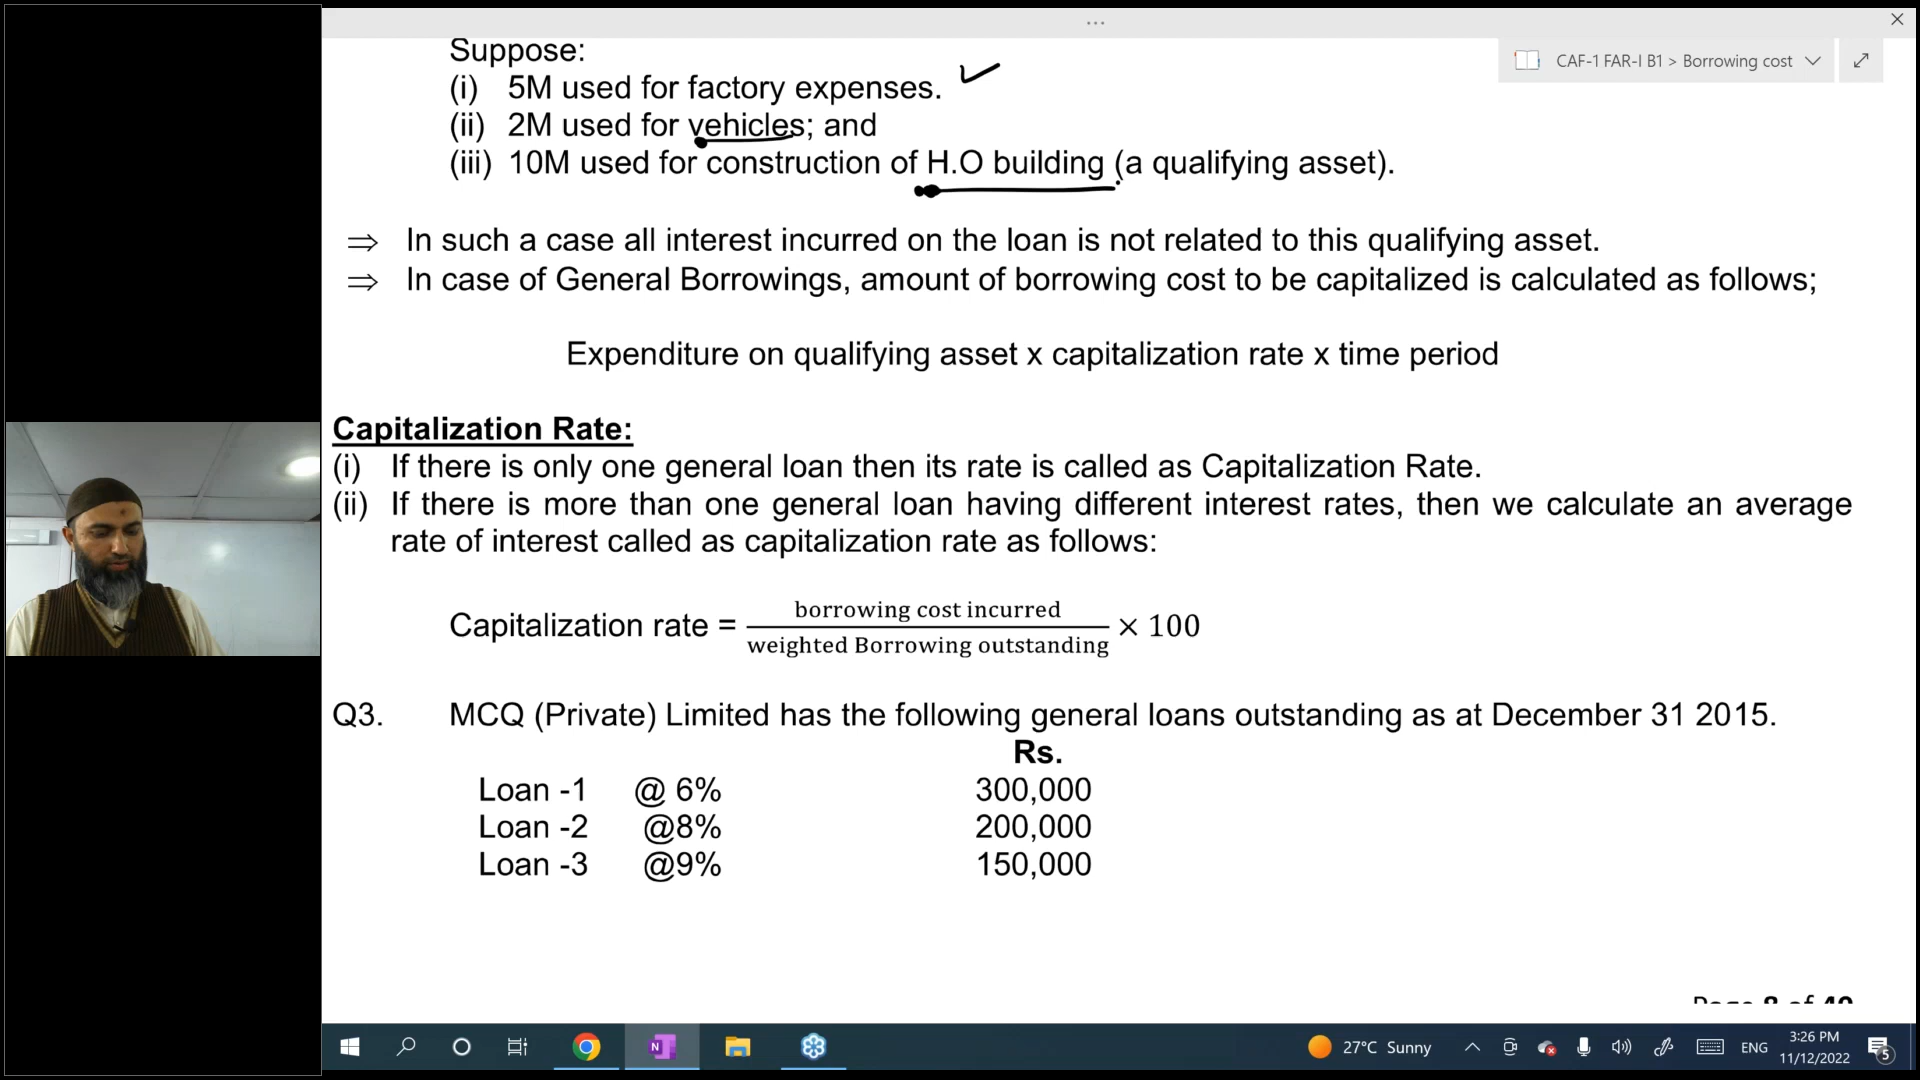 Suppose:
CAF-1 FAR-I B1 > Borrowing cost
(i) 5M used for factory expenses.
(ii) 2M used for vehicles; and
(iii) 10M used for construction of H.O building (a qualifying asset).
⇒ In such a case all interest incurred on the loan is not related to this qualifying asset.
⇒ In case of General Borrowings, amount of borrowing cost to be capitalized is calculated as follows;
Expenditure on qualifying asset x capitalization rate x time period
Capitalization Rate:
(i) If there is only one general loan then its rate is called as Capitalization Rate.
(ii) If there is more than one general loan having different interest rates, then we calculate an average
rate of interest called as capitalization rate as follows:
borrowing cost incurred
Capitalization rate = × 100
weighted Borrowing outstanding
Q3. MCQ (Private) Limited has the following general loans outstanding as at December 31 2015.
Rs.
Loan -1 @ 6% 300,000
Loan -2 @8% 200,000
Loan -3 @9% 150,000
Page 8 of 40
27°C Sunny
ENG
3:26 PM
11/12/2022
5